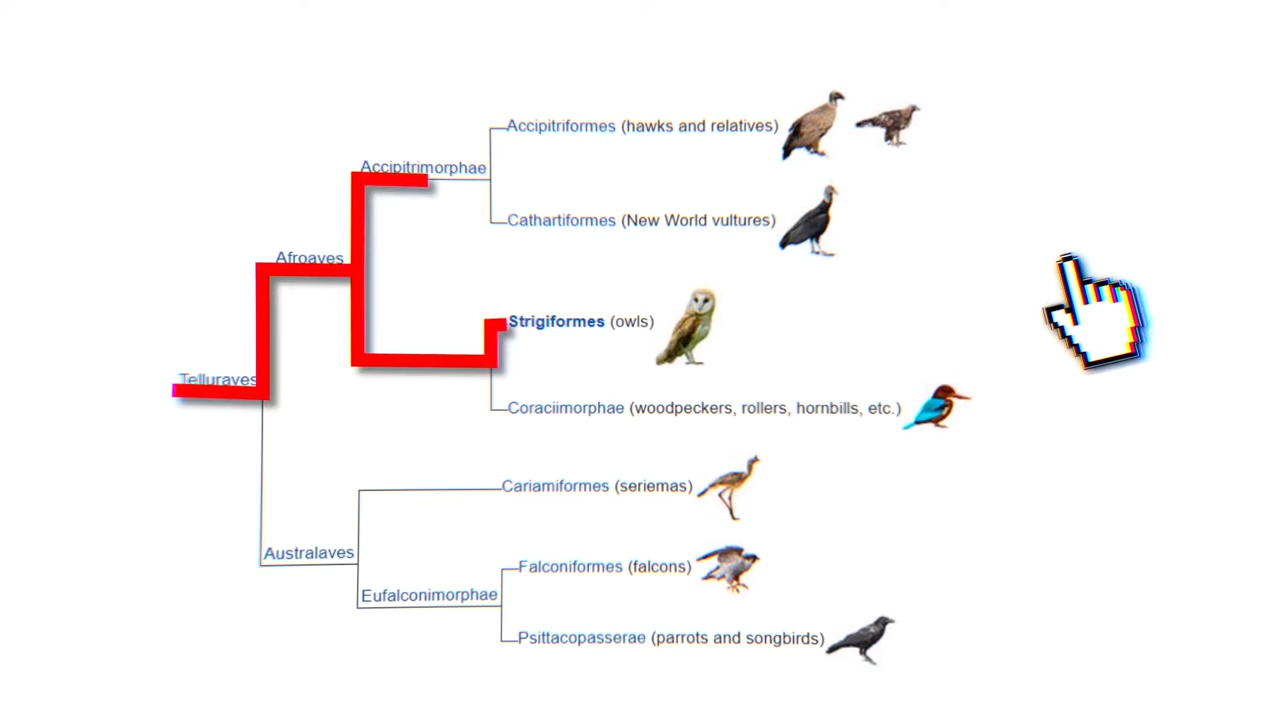 Accipitriformes (hawks and relatives)
Accipitrimorphae
Cathartiformes (New World vultures)
Afroaves
Strigiformes (owls)
Telluraves
Coraciimorphae (woodpeckers, rollers, hornbills, etc.)
Cariamiformes (seriemas)
Australaves
Falconiformes (falcons)
Eufalconimorphae
Psittacopasserae (parrots and songbirds)